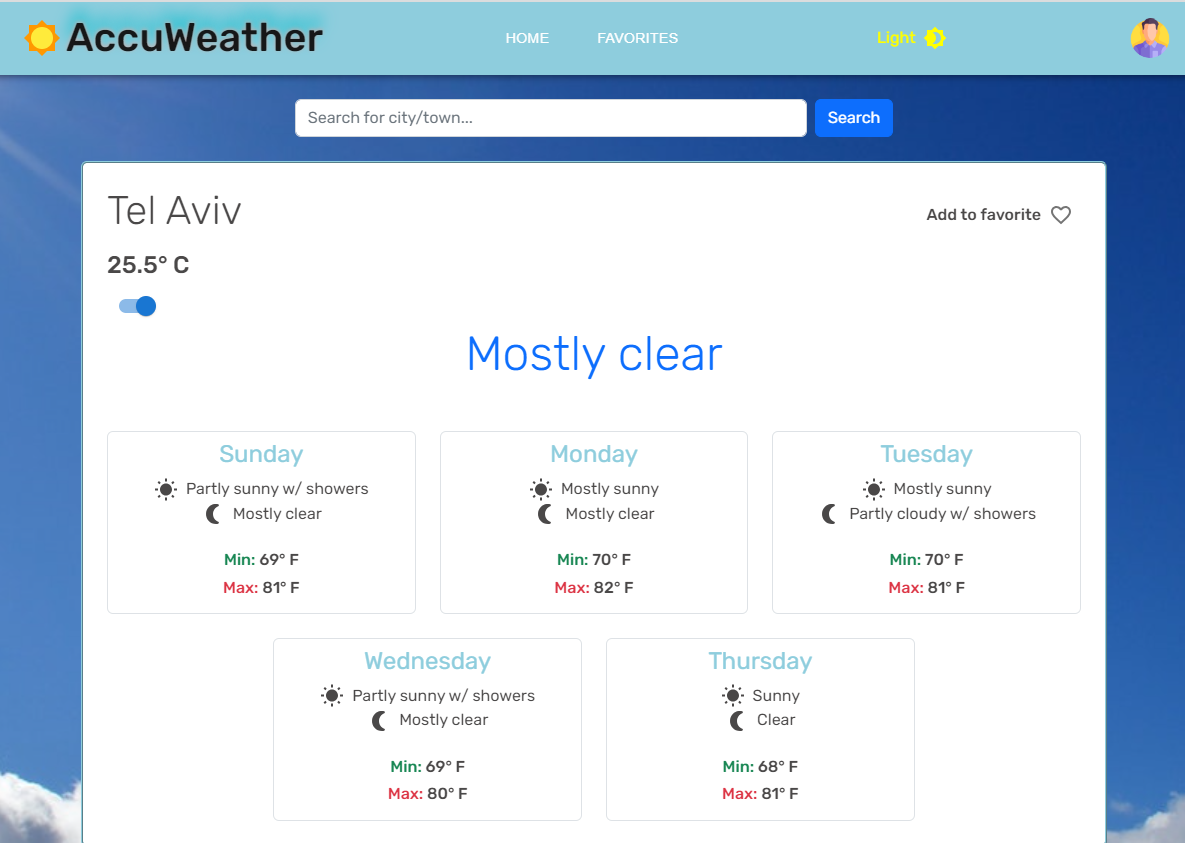 AccuWeather
HOME
FAVORITES
Light
Search for city/town...
Search
Tel Aviv
Add to favorite
25.5° C
Mostly clear
Sunday
Partly sunny w/ showers
Mostly clear
Min: 69° F
Max: 81° F
Monday
Mostly sunny
Mostly clear
Min: 70° F
Max: 82° F
Tuesday
Mostly sunny
Partly cloudy w/ showers
Min: 70° F
Max: 81° F
Wednesday
Partly sunny w/ showers
Mostly clear
Min: 69° F
Max: 80° F
Thursday
Sunny
Clear
Min: 68° F
Max: 81° F